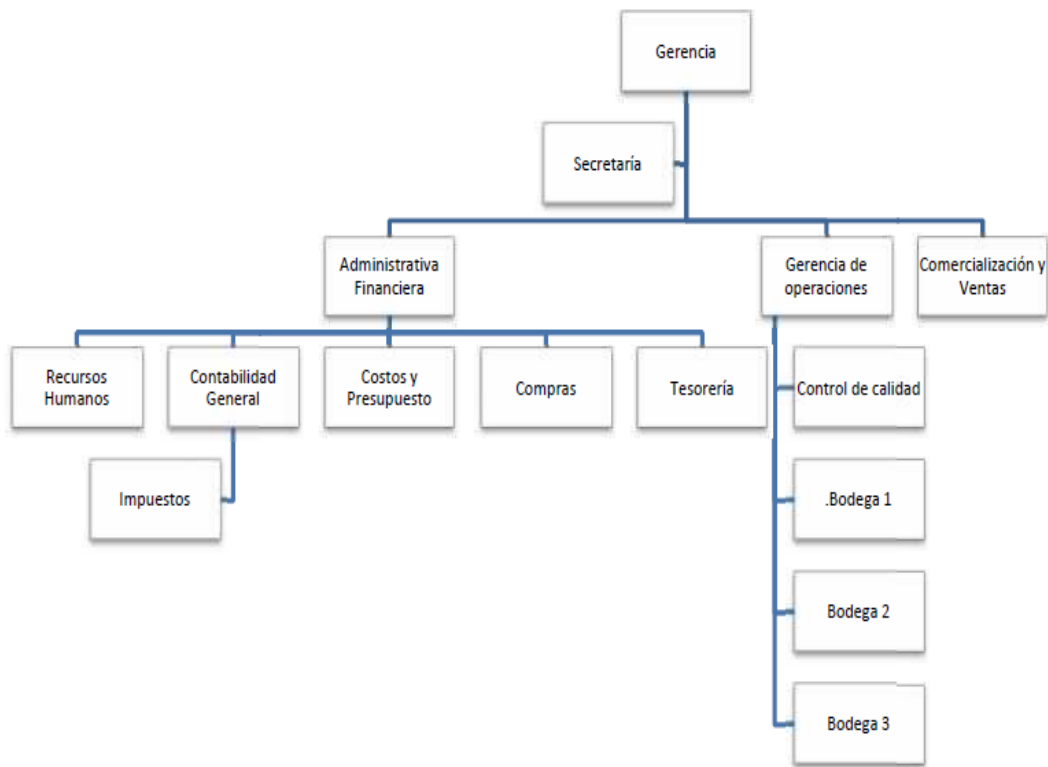 Gerencia
Secretaría
Administrativa
Financiera
Gerencia de
operaciones
Comercialización y
Ventas
Recursos
Humanos
Contabilidad
General
Costos y
Presupuesto
Compras
Tesorería
Control de calidad
Impuestos
.Bodega 1
Bodega 2
Bodega 3